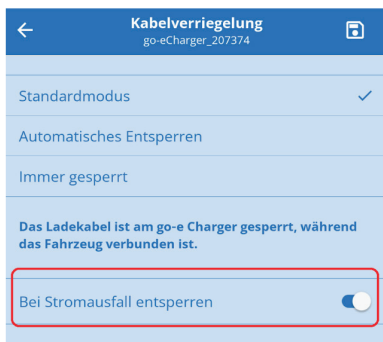 Kabelverriegelung
go-eCharger_207374
Standardmodus
Automatisches Entsperren
Immer gesperrt
Das Ladekabel ist am go-e Charger gesperrt, während
das Fahrzeug verbunden ist.
Bei Stromausfall entsperren